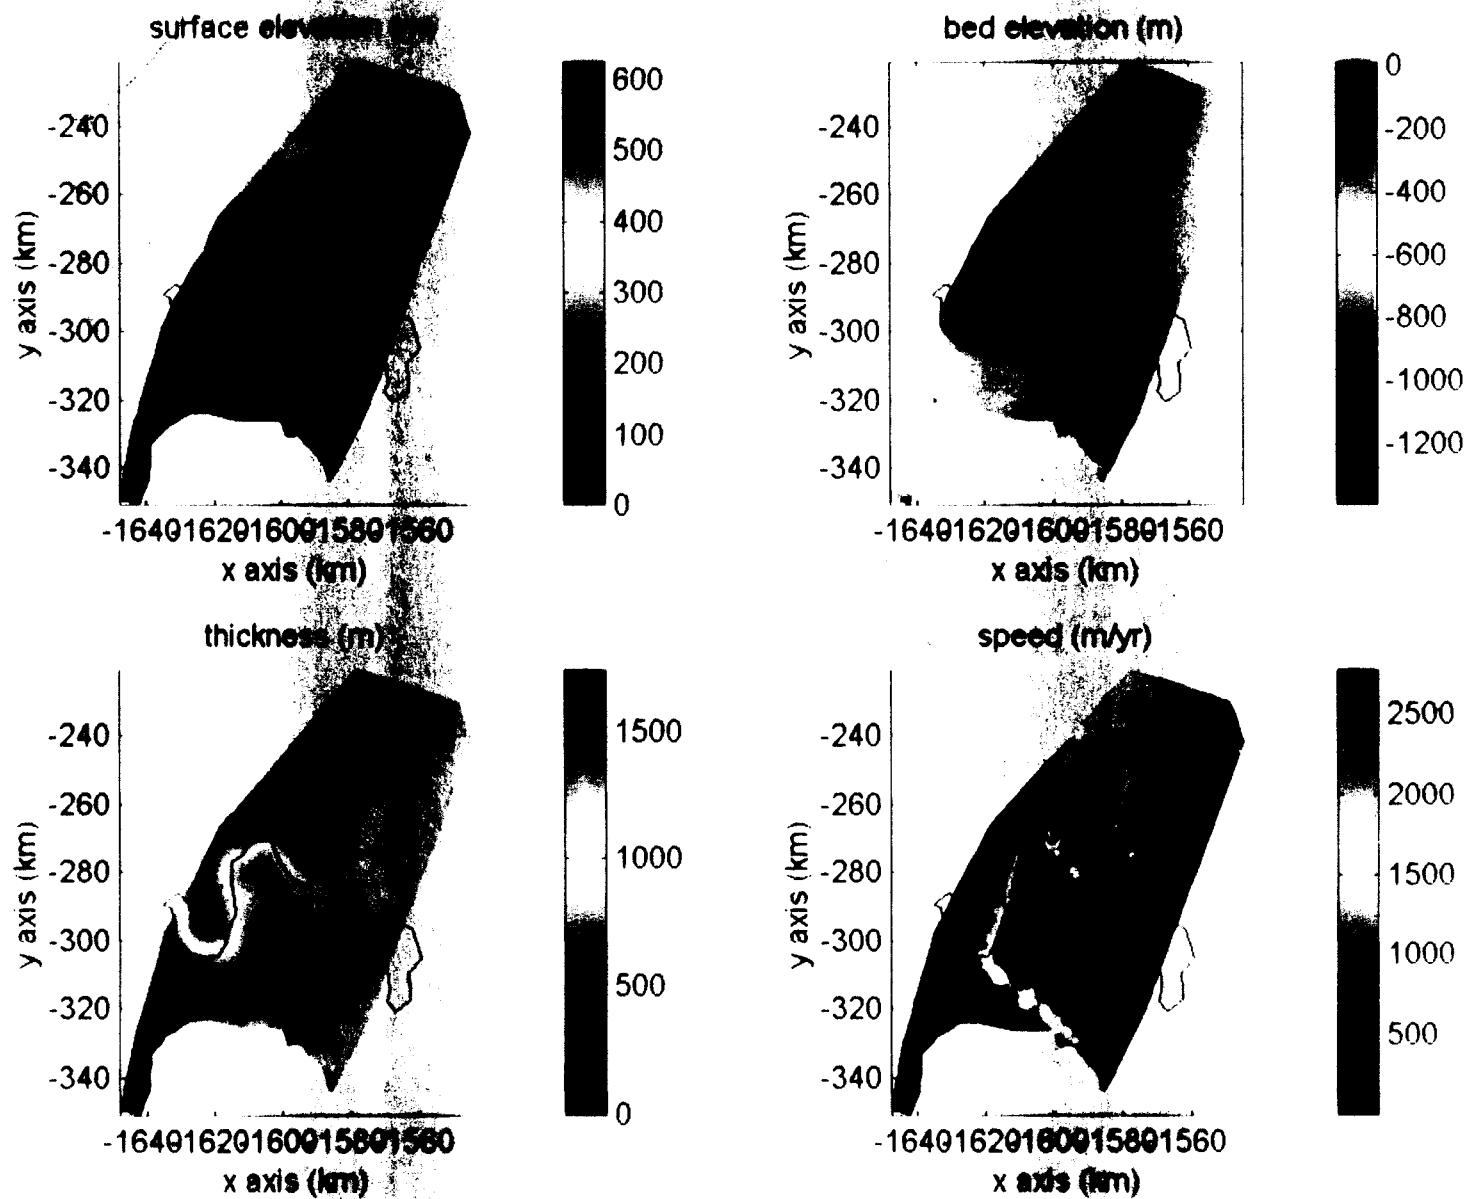 surface elevation (m)
600
500
400
300
200
100
0
-240
-260
-280
-300
-320
-340
y axis (km)
-1640 -1620 -1600 -1580 -1560
x axis (km)
bed elevation (m)
0
-200
-400
-600
-800
-1000
-1200
-240
-260
-280
-300
-320
-340
y axis (km)
-1640 -1620 -1600 -1580 -1560
x axis (km)
thickness (m)
1500
1000
500
0
-240
-260
-280
-300
-320
-340
y axis (km)
-1640 -1620 -1600 -1580 -1560
x axis (km)
speed (m/yr)
2500
2000
1500
1000
500
-240
-260
-280
-300
-320
-340
y axis (km)
-1640 -1620 -1600 -1580 -1560
x axis (km)